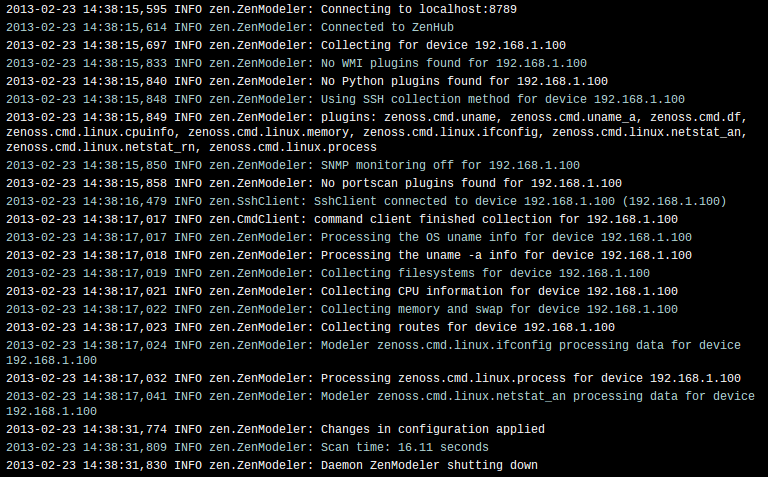 2013-02-23 14:38:15,595 INFO zen.ZenModeler: Connecting to localhost:8789
2013-02-23 14:38:15,614 INFO zen.ZenModeler: Connected to ZenHub
2013-02-23 14:38:15,697 INFO zen.ZenModeler: Collecting for device 192.168.1.100
2013-02-23 14:38:15,833 INFO zen.ZenModeler: No WMI plugins found for 192.168.1.100
2013-02-23 14:38:15,840 INFO zen.ZenModeler: No Python plugins found for 192.168.1.100
2013-02-23 14:38:15,848 INFO zen.ZenModeler: Using SSH collection method for device 192.168.1.100
2013-02-23 14:38:15,849 INFO zen.ZenModeler: plugins: zenoss.cmd.uname, zenoss.cmd.uname_a, zenoss.cmd.df,
zenoss.cmd.linux.cpuinfo, zenoss.cmd.linux.memory, zenoss.cmd.linux.ifconfig, zenoss.cmd.linux.netstat_an,
zenoss.cmd.linux.netstat_rn, zenoss.cmd.linux.process
2013-02-23 14:38:15,850 INFO zen.ZenModeler: SNMP monitoring off for 192.168.1.100
2013-02-23 14:38:15,858 INFO zen.ZenModeler: No portscan plugins found for 192.168.1.100
2013-02-23 14:38:16,479 INFO zen.SshClient: SshClient connected to device 192.168.1.100 (192.168.1.100)
2013-02-23 14:38:17,017 INFO zen.CmdClient: command client finished collection for 192.168.1.100
2013-02-23 14:38:17,017 INFO zen.ZenModeler: Processing the OS uname info for device 192.168.1.100
2013-02-23 14:38:17,018 INFO zen.ZenModeler: Processing the uname -a info for device 192.168.1.100
2013-02-23 14:38:17,019 INFO zen.ZenModeler: Collecting filesystems for device 192.168.1.100
2013-02-23 14:38:17,021 INFO zen.ZenModeler: Collecting CPU information for device 192.168.1.100
2013-02-23 14:38:17,022 INFO zen.ZenModeler: Collecting memory and swap for device 192.168.1.100
2013-02-23 14:38:17,023 INFO zen.ZenModeler: Collecting routes for device 192.168.1.100
2013-02-23 14:38:17,024 INFO zen.ZenModeler: Modeler zenoss.cmd.linux.ifconfig processing data for device
192.168.1.100
2013-02-23 14:38:17,032 INFO zen.ZenModeler: Processing zenoss.cmd.linux.process for device 192.168.1.100
2013-02-23 14:38:17,041 INFO zen.ZenModeler: Modeler zenoss.cmd.linux.netstat_an processing data for device
192.168.1.100
2013-02-23 14:38:31,774 INFO zen.ZenModeler: Changes in configuration applied
2013-02-23 14:38:31,809 INFO zen.ZenModeler: Scan time: 16.11 seconds
2013-02-23 14:38:31,830 INFO zen.ZenModeler: Daemon ZenModeler shutting down